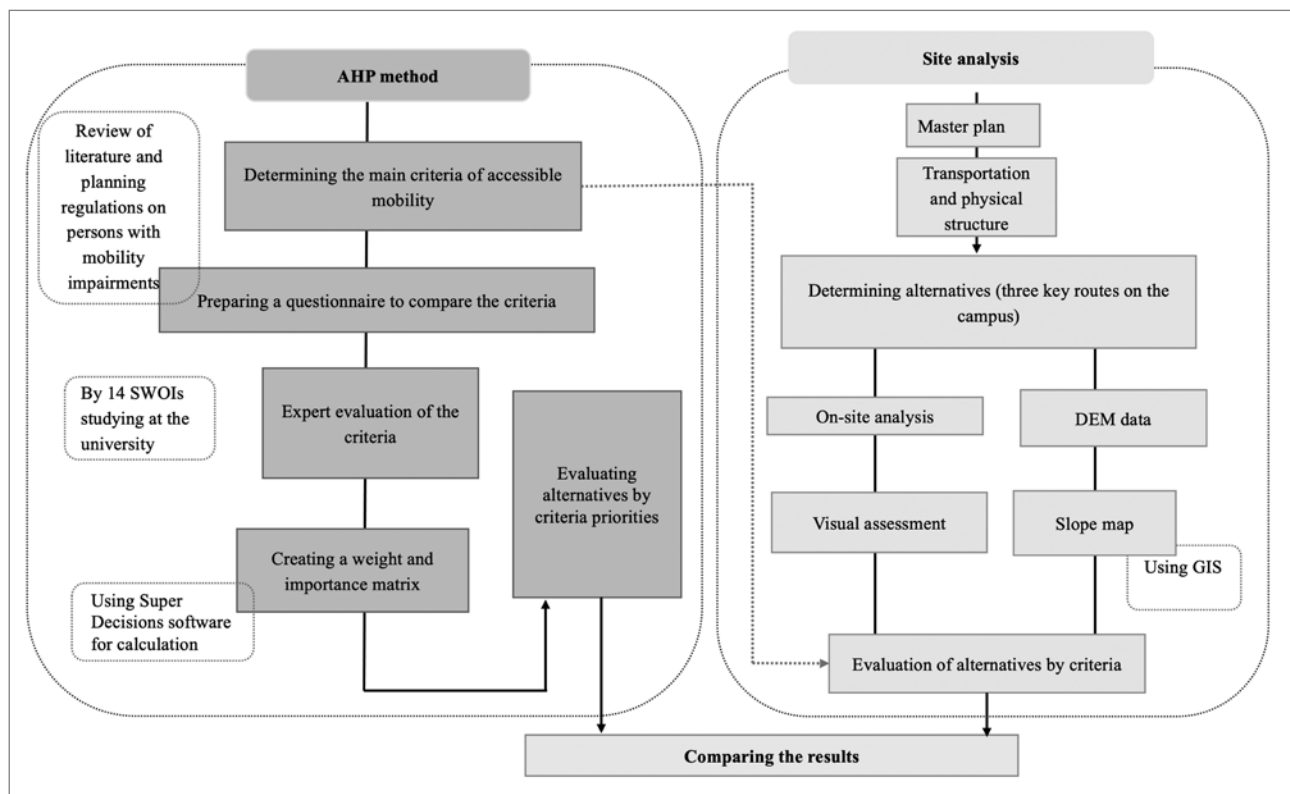 AHP method
Review of
literature and
planning
regulations on
persons with
mobility
impairments
Determining the main criteria of accessible
mobility
Preparing a questionnaire to compare the criteria
By 14 SWOIs
studying at the
university
Expert evaluation of the
criteria
Creating a weight and
importance matrix
Using Super
Decisions software
for calculation
Evaluating
alternatives by
criteria priorities
Site analysis
Master plan
Transportation
and physical
structure
Determining alternatives (three key routes on the
campus)
On-site analysis
DEM data
Visual assessment
Slope map
Using GIS
Evaluation of alternatives by criteria
Comparing the results